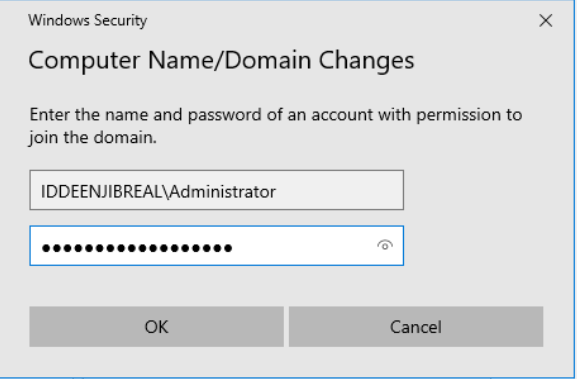 Windows Security
Computer Name/Domain Changes
Enter the name and password of an account with permission to
join the domain.
IDDEENJIBREAL\Administrator
●●●●●●●●●●●●●●●●●●
OK Cancel